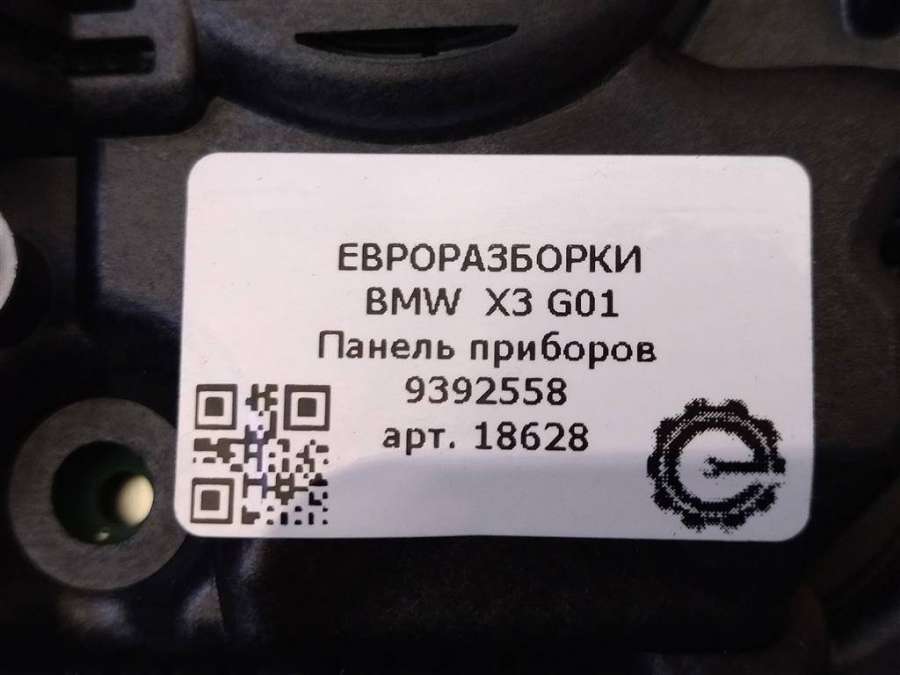 ЕВРОРАЗБОРКИ
BMW X3 G01
Панель приборов
9392558
арт. 18628